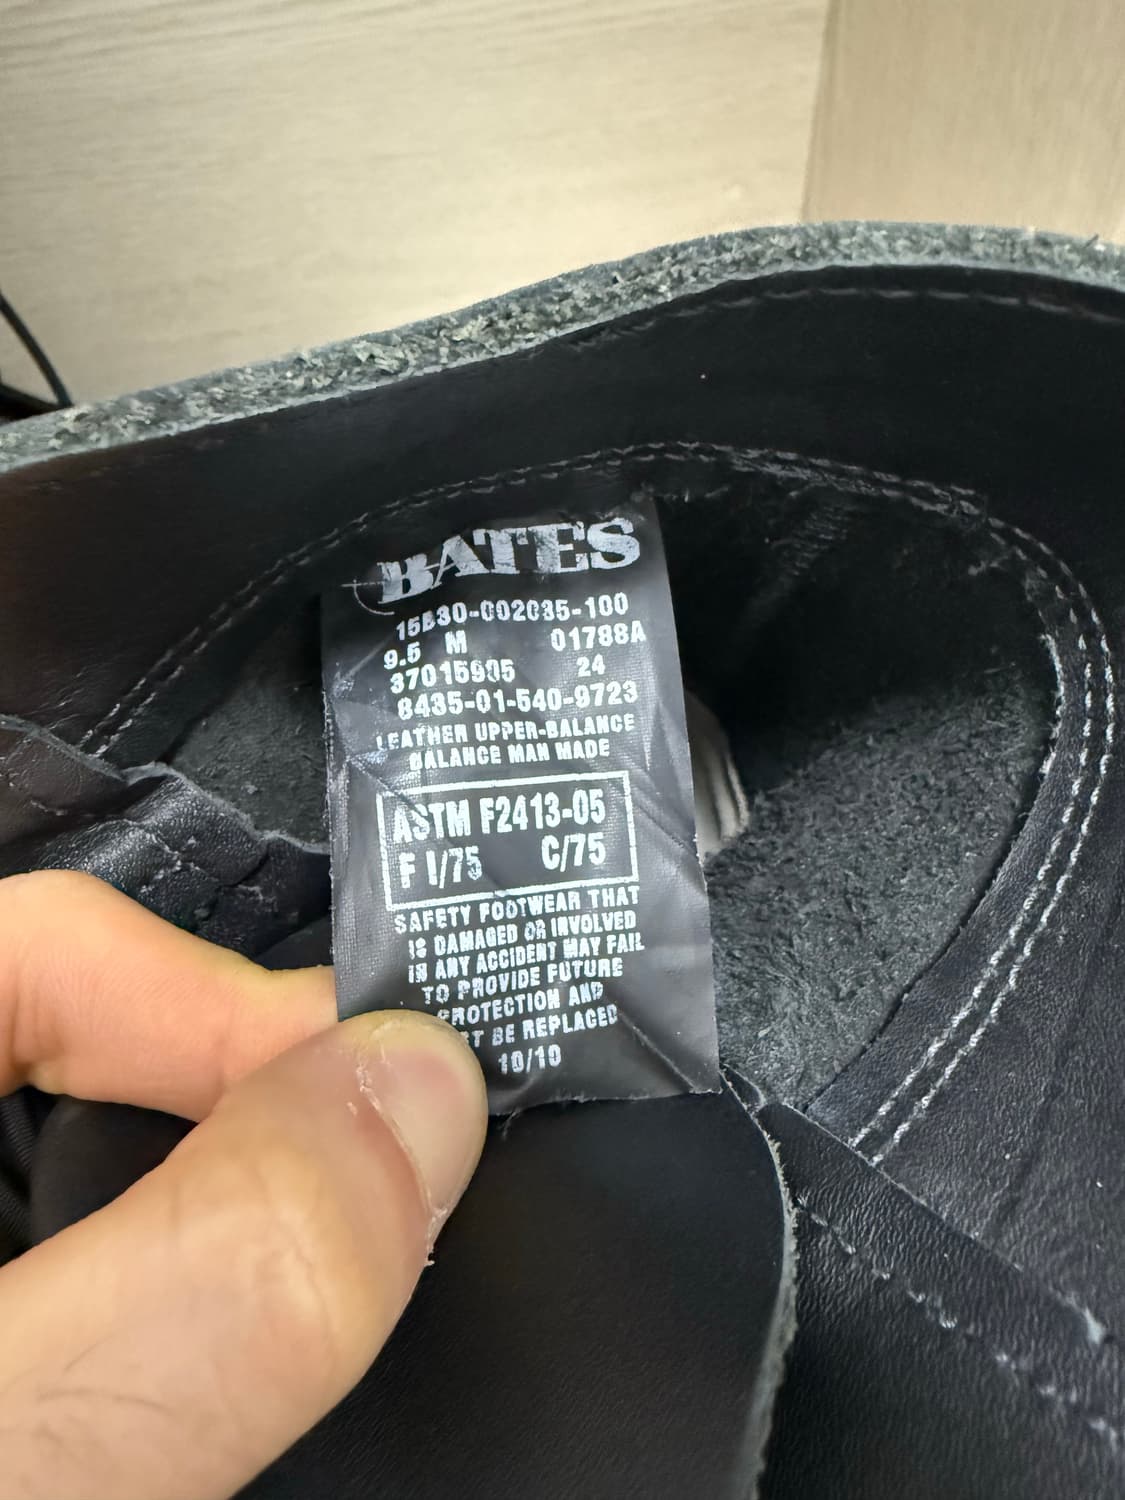 BATES
15B30-002035-100
9.5 M 01788A
37015905 24
8435-01-540-9723
LEATHER UPPER-BALANCE
BALANCE MAN MADE
ASTM F2413-05
F I/75 C/75
SAFETY FOOTWEAR THAT
IS DAMAGED OR INVOLVED
IN ANY ACCIDENT MAY FAIL
TO PROVIDE FUTURE
PROTECTION AND
BE REPLACED
10/10